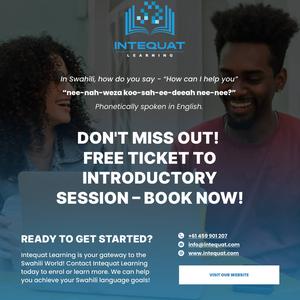 INTEQUAT
LEARNING
In Swahili, how do you say - "How can I help you"
"nee-nah-weza koo-sah-ee-deeah nee-nee?"
Phonetically spoken in English.
DON'T MISS OUT!
FREE TICKET TO
INTRODUCTORY
SESSION – BOOK NOW!
READY TO GET STARTED?
Intequat Learning is your gateway to the
Swahili World! Contact Intequat Learning
today to enrol or learn more. We can help
you achieve your Swahili language goals!
+61 459 901 207
info@intequat.com
www.intequat.com
VISIT OUR WEBSITE